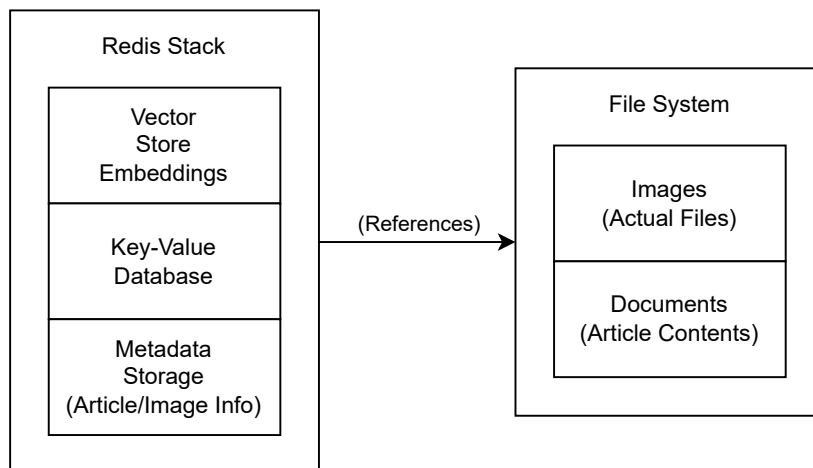 Redis Stack
Vector
Store
Embeddings
Key-Value
Database
Metadata
Storage
(Article/Image Info)
(References)
File System
Images
(Actual Files)
Documents
(Article Contents)